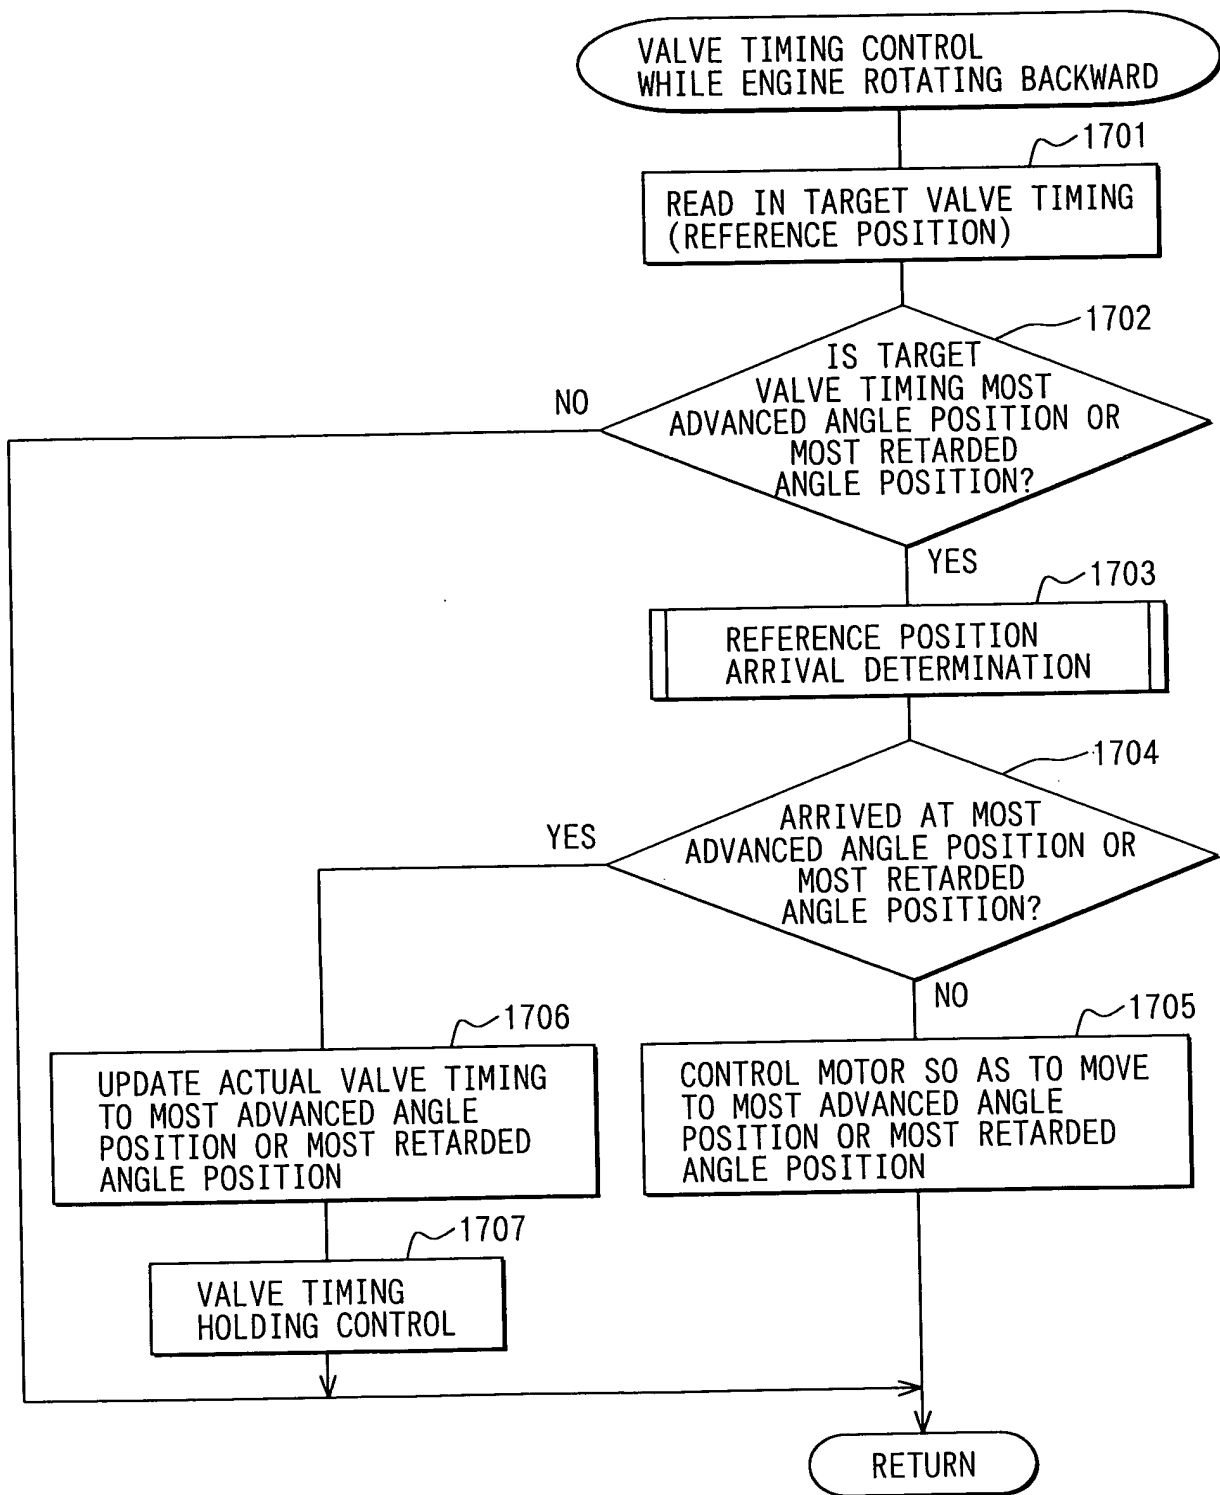 VALVE TIMING CONTROL
WHILE ENGINE ROTATING BACKWARD
1701
READ IN TARGET VALVE TIMING
(REFERENCE POSITION)
1702
IS TARGET
VALVE TIMING MOST
ADVANCED ANGLE POSITION OR
MOST RETARDED
ANGLE POSITION?
NO
YES
1703
REFERENCE POSITION
ARRIVAL DETERMINATION
1704
ARRIVED AT MOST
ADVANCED ANGLE POSITION OR
MOST RETARDED
ANGLE POSITION?
YES
NO
1706
UPDATE ACTUAL VALVE TIMING
TO MOST ADVANCED ANGLE
POSITION OR MOST RETARDED
ANGLE POSITION
1705
CONTROL MOTOR SO AS TO MOVE
TO MOST ADVANCED ANGLE
POSITION OR MOST RETARDED
ANGLE POSITION
1707
VALVE TIMING
HOLDING CONTROL
RETURN